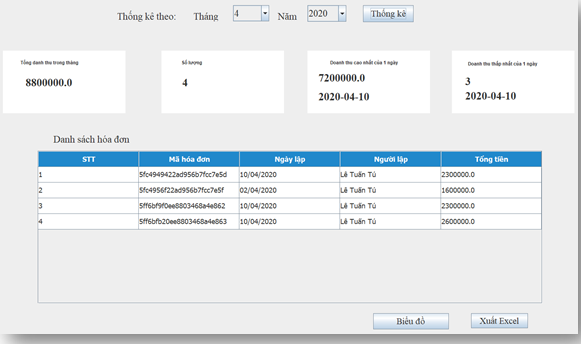 Thống kê theo: Tháng 4 Năm 2020 Thống kê
Tổng danh thu trong tháng
8800000.0
Số lượng
4
Doanh thu cao nhất của 1 ngày
7200000.0
2020-04-10
Doanh thu thấp nhất của 1 ngày
3
2020-04-10
Danh sách hóa đơn
STT Mã hóa đơn Ngày lập Người lập Tổng tiền
1 5fc4949422ad956b7fcc7e5d 10/04/2020 Lê Tuấn Tú 2300000.0
2 5fc4956f22ad956b7fcc7e5f 02/04/2020 Lê Tuấn Tú 1600000.0
3 5ff6bf9f0ee8803468a4e862 10/04/2020 Lê Tuấn Tú 2300000.0
4 5ff6bfb20ee8803468a4e863 10/04/2020 Lê Tuấn Tú 2600000.0
Biểu đồ Xuất Excel